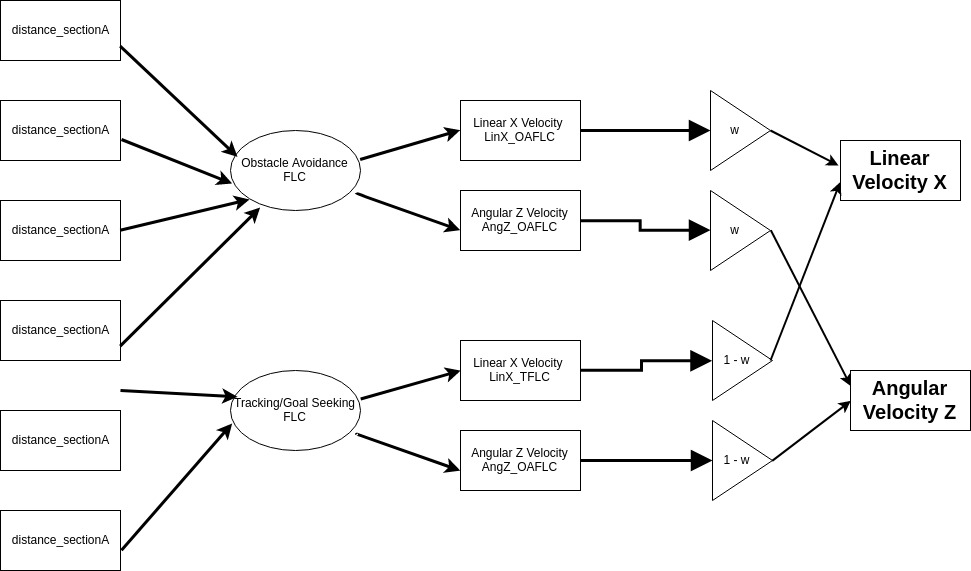 distance_sectionA
distance_sectionA
distance_sectionA
distance_sectionA
distance_sectionA
distance_sectionA
Obstacle Avoidance
FLC
Tracking/Goal Seeking
FLC
Linear X Velocity
LinX_OAFLC
Angular Z Velocity
AngZ_OAFLC
Linear X Velocity
LinX_TFLC
Angular Z Velocity
AngZ_OAFLC
w
w
1 - w
1 - w
Linear
Velocity X
Angular
Velocity Z